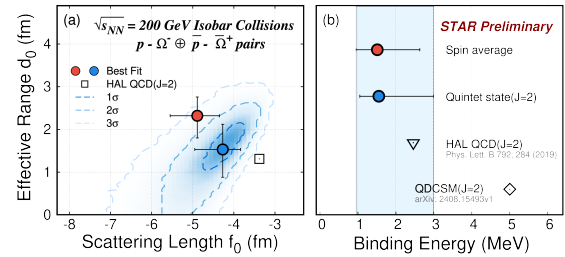 (a)
√sNN = 200 GeV Isobar Collisions
p - Ω⁻ ⊕ p̅ - Ω̅⁺ pairs
Best Fit
HAL QCD(J=2)
1σ
2σ
3σ
Effective Range d₀ (fm)
4
3
2
1
0
-8 -7 -6 -5 -4 -3 -2
Scattering Length f₀ (fm)
(b)
STAR Preliminary
Spin average
Quintet state(J=2)
HAL QCD(J=2)
Phys. Lett. B 792, 284 (2019)
QDCSM(J=2)
arXiv: 2408.15493v1
0 1 2 3 4 5 6
Binding Energy (MeV)